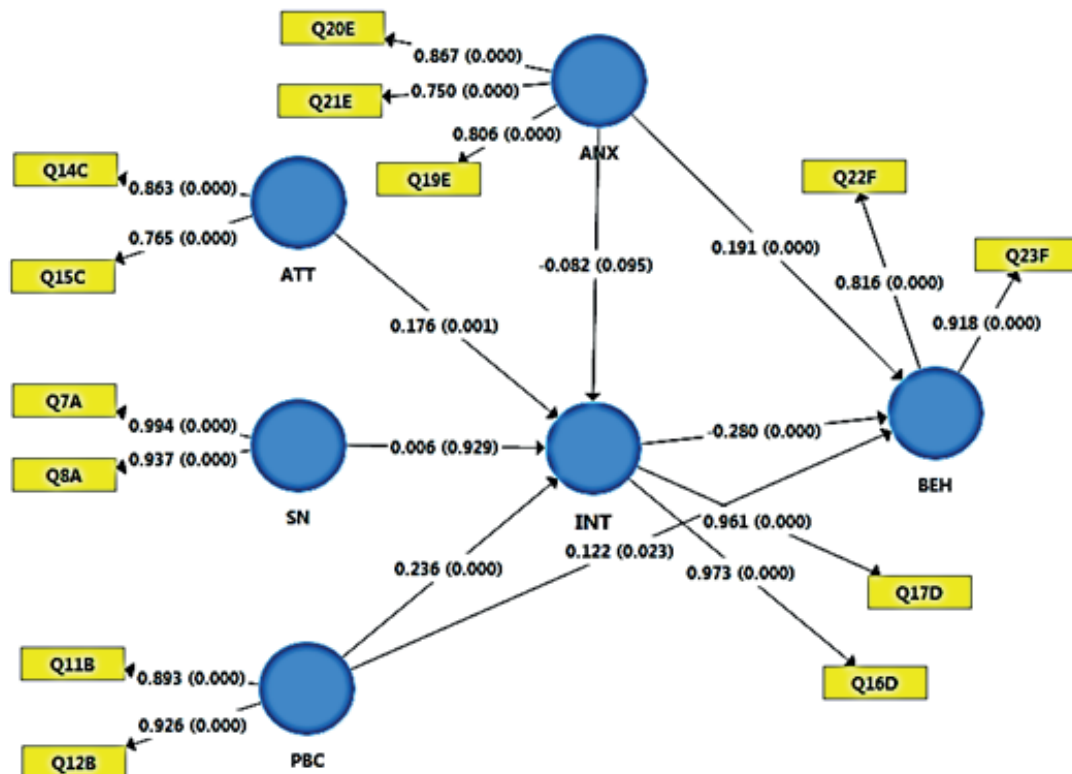 Q20E
0.867 (0.000)
Q21E
0.750 (0.000)
0.806 (0.000)
Q19E
ANX
Q14C
0.863 (0.000)
0.765 (0.000)
Q15C
ATT
Q22F
Q23F
0.191 (0.000)
-0.082 (0.095)
0.816 (0.000)
0.918 (0.000)
0.176 (0.001)
Q7A
0.994 (0.000)
0.937 (0.000)
Q8A
SN
0.006 (0.929)
-0.280 (0.000)
BEH
INT
0.961 (0.000)
0.122 (0.023)
0.236 (0.000)
0.973 (0.000)
Q17D
Q16D
Q11B
0.893 (0.000)
0.926 (0.000)
Q12B
PBC